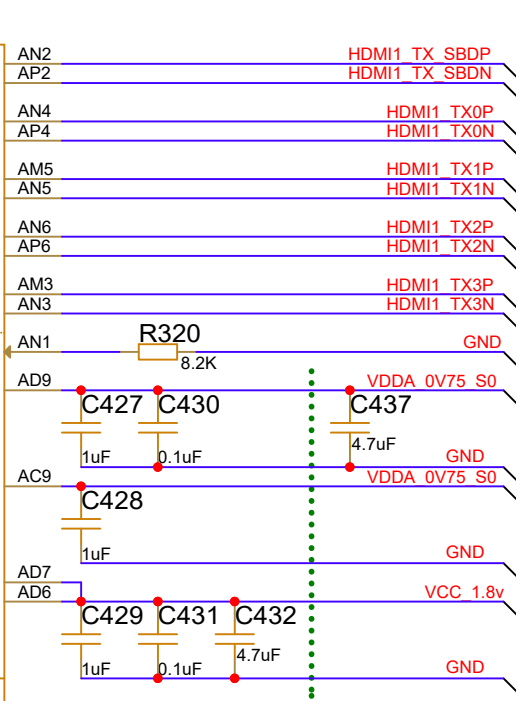 AN2 HDMI1_TX_SBDP
AP2 HDMI1_TX_SBDN
AN4 HDMI1_TX0P
AP4 HDMI1_TX0N
AM5 HDMI1_TX1P
AN5 HDMI1_TX1N
AN6 HDMI1_TX2P
AP6 HDMI1_TX2N
AM3 HDMI1_TX3P
AN3 HDMI1_TX3N
R320
AN1 GND
8.2K
AD9 VDDA_0V75_S0
C427 C430 C437
4.7uF
1uF 0.1uF GND
AC9 VDDA_0V75_S0
C428
1uF GND
AD7
AD6 VCC_1.8v
C429 C431 C432
4.7uF
1uF 0.1uF GND